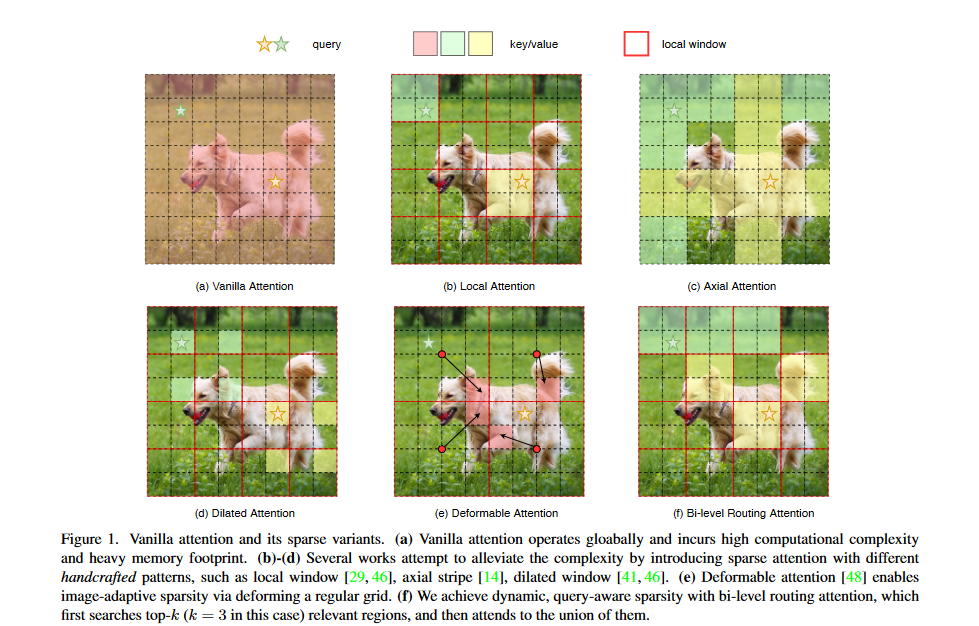 query
key/value
local window
(a) Vanilla Attention
(b) Local Attention
(c) Axial Attention
(d) Dilated Attention
(e) Deformable Attention
(f) Bi-level Routing Attention
Figure 1. Vanilla attention and its sparse variants. (a) Vanilla attention operates gloabally and incurs high computational complexity
and heavy memory footprint. (b)-(d) Several works attempt to alleviate the complexity by introducing sparse attention with different
handcrafted patterns, such as local window [29,46], axial stripe [14], dilated window [41,46]. (e) Deformable attention [48] enables
image-adaptive sparsity via deforming a regular grid. (f) We achieve dynamic, query-aware sparsity with bi-level routing attention, which
first searches top-k (k = 3 in this case) relevant regions, and then attends to the union of them.